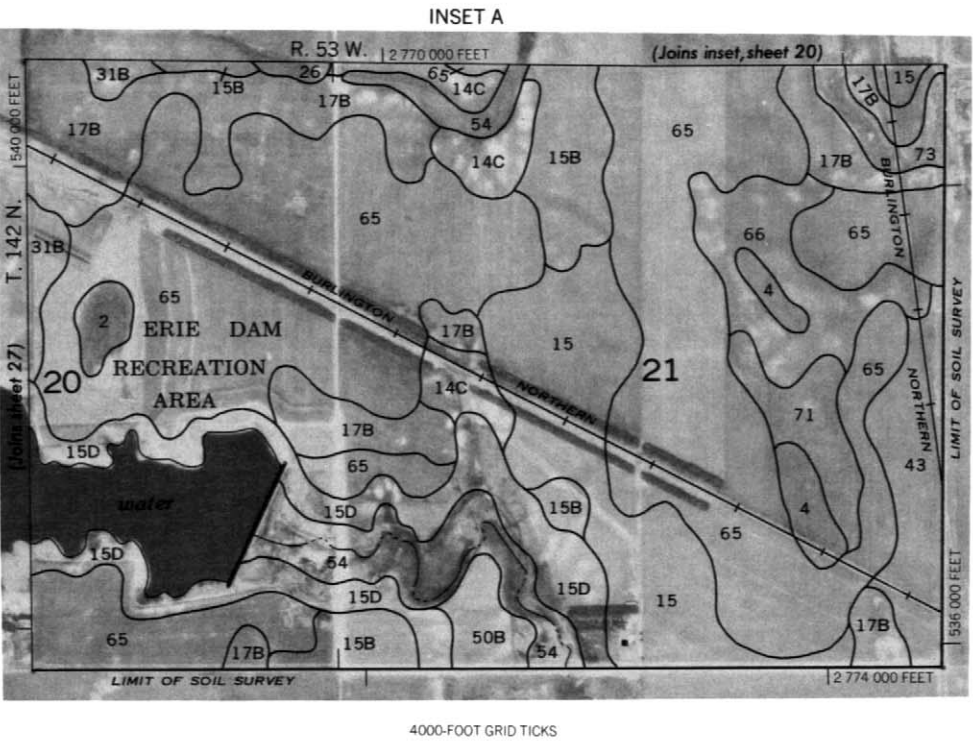 INSET A
R. 53 W.
2 770 000 FEET
(Joins inset, sheet 20)
540 000 FEET
T. 142 N.
(Joins sheet 27)
31B
15B
26
65
14C
17B
15
17B
17B
54
65
73
14C
15B
17B
65
66
65
31B
4
65
2
ERIE DAM
RECREATION
AREA
20
BURLINGTON
NORTHERN
17B
15
21
14C
65
71
BURLINGTON
NORTHERN
43
17B
15D
65
water
15D
15B
4
65
15D
54
15D
15D
15
65
17B
15B
50B
54
17B
LIMIT OF SOIL SURVEY
536 000 FEET
LIMIT OF SOIL SURVEY
2 774 000 FEET
4000-FOOT GRID TICKS